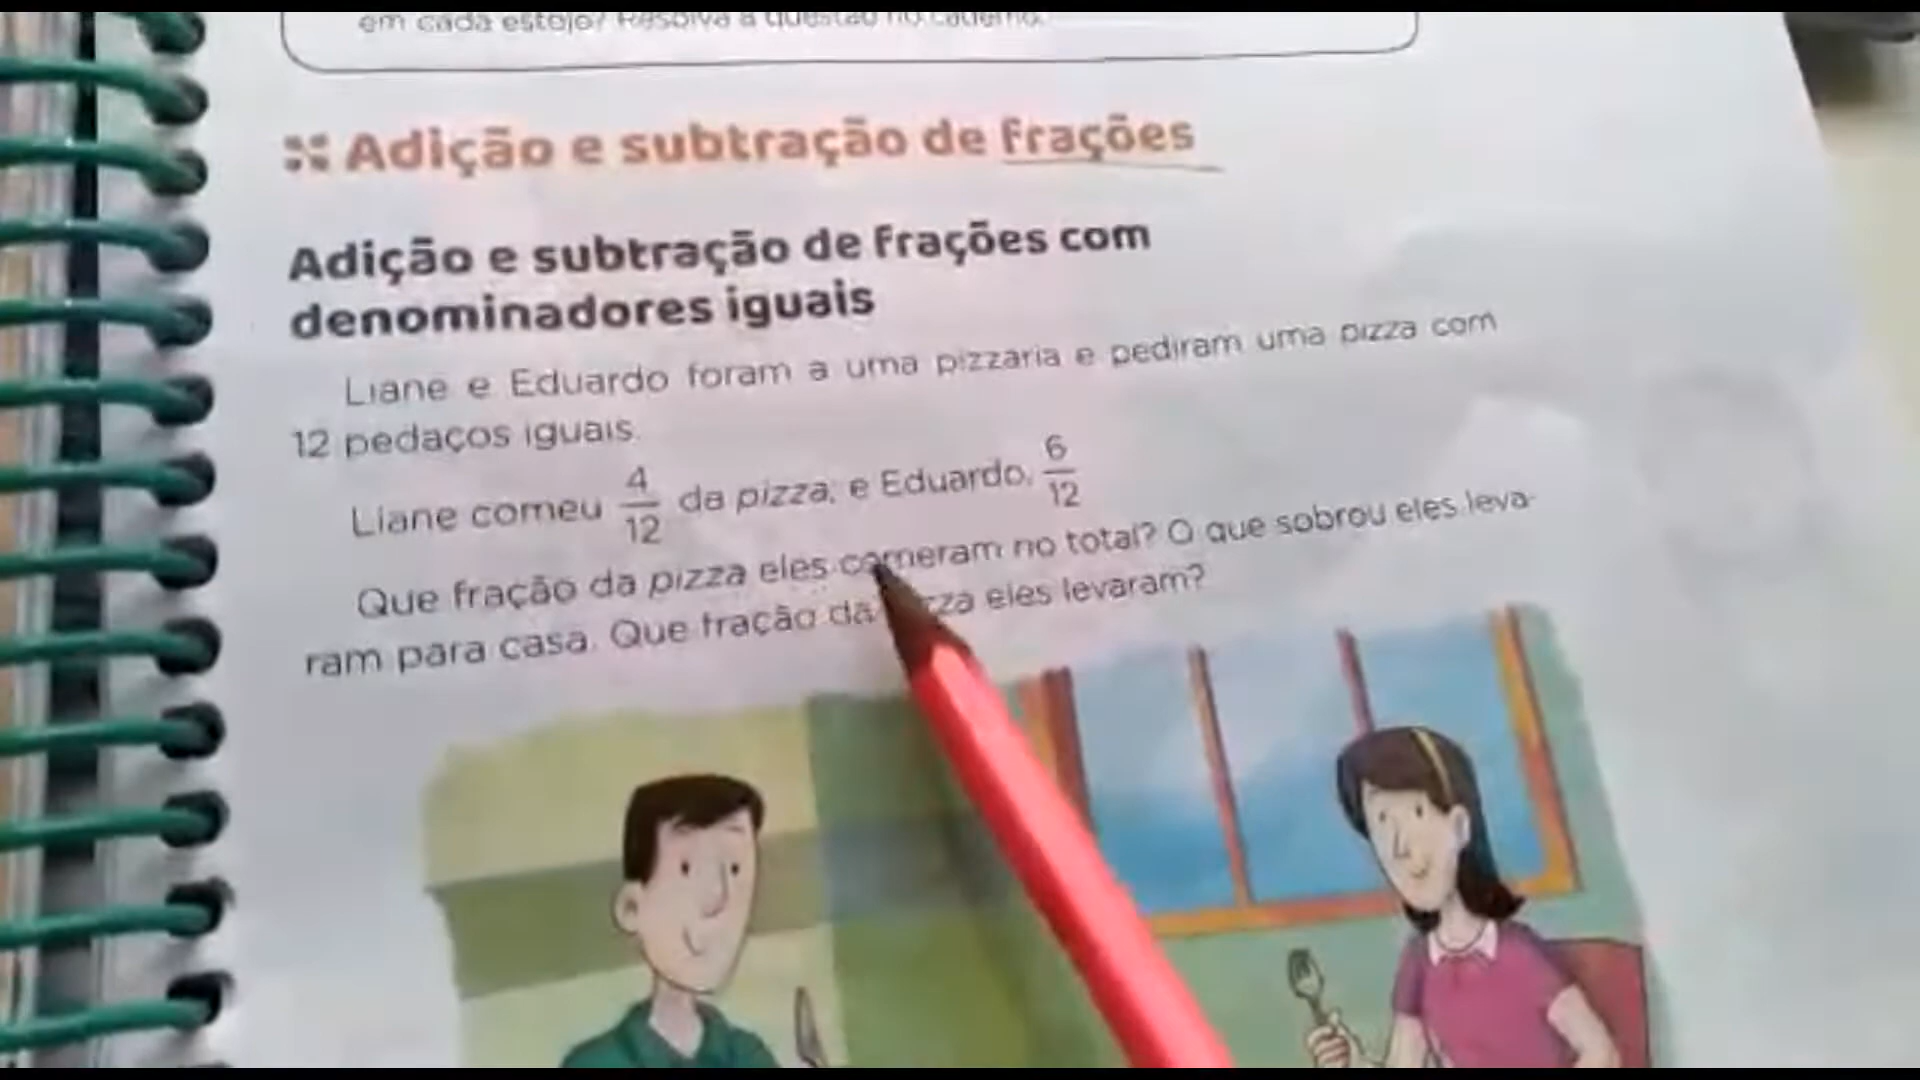 em cada estojo? Resolva a questão no caderno.
Adição e subtração de frações
Adição e subtração de frações com
denominadores iguais
Liane e Eduardo foram a uma pizzaria e pediram uma pizza com
12 pedaços iguais.
Liane comeu 4/12 da pizza; e Eduardo, 6/12
Que fração da pizza eles comeram no total? O que sobrou eles leva-
ram para casa. Que fração da pizza eles levaram?